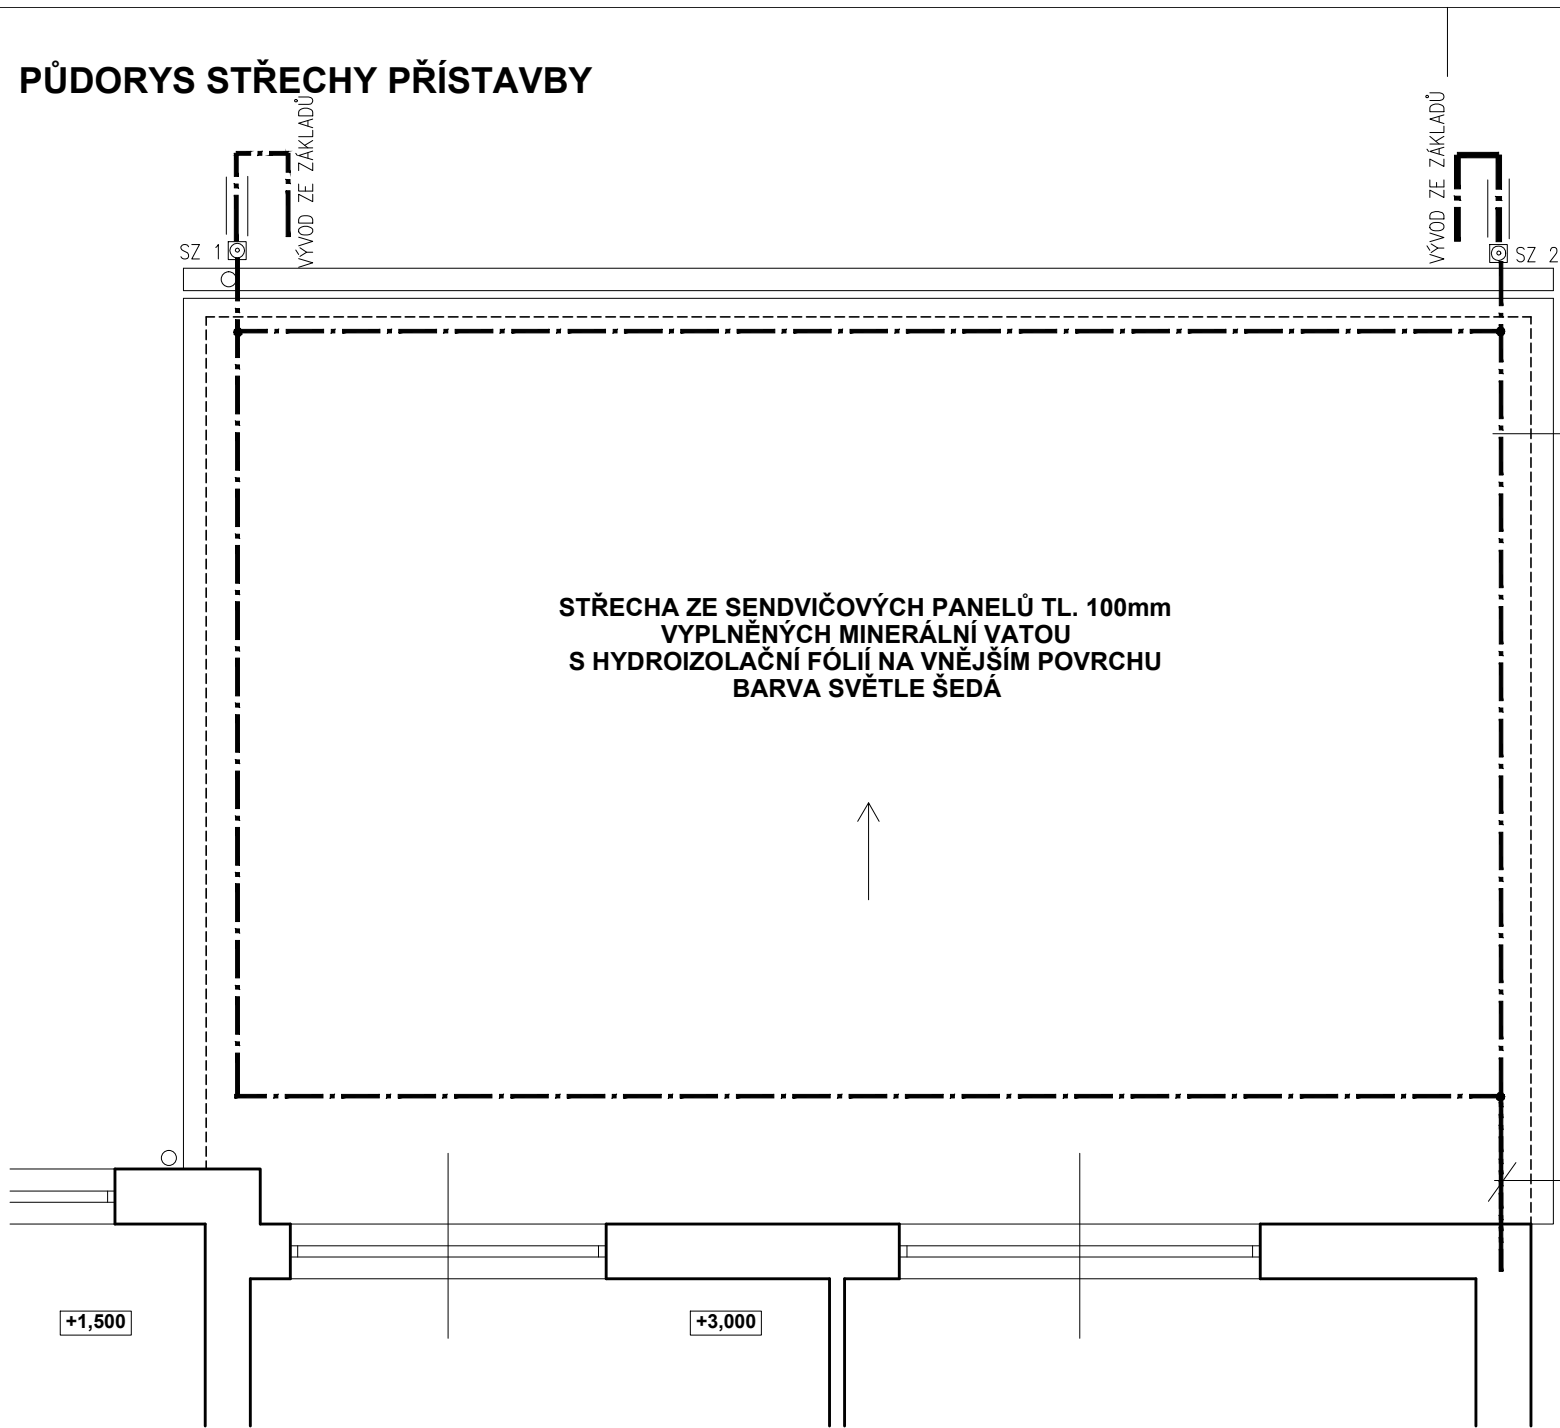 PŮDORYS STŘECHY PŘÍSTAVBY
VÝVOD ZE ZÁKLADŮ
VÝVOD ZE ZÁKLADŮ
SZ 1
SZ 2
STŘECHA ZE SENDVIČOVÝCH PANELŮ TL. 100mm
VYPLNĚNÝCH MINERÁLNÍ VATOU
S HYDROIZOLAČNÍ FÓLIÍ NA VNĚJŠÍM POVRCHU
BARVA SVĚTLE ŠEDÁ
+1,500
+3,000